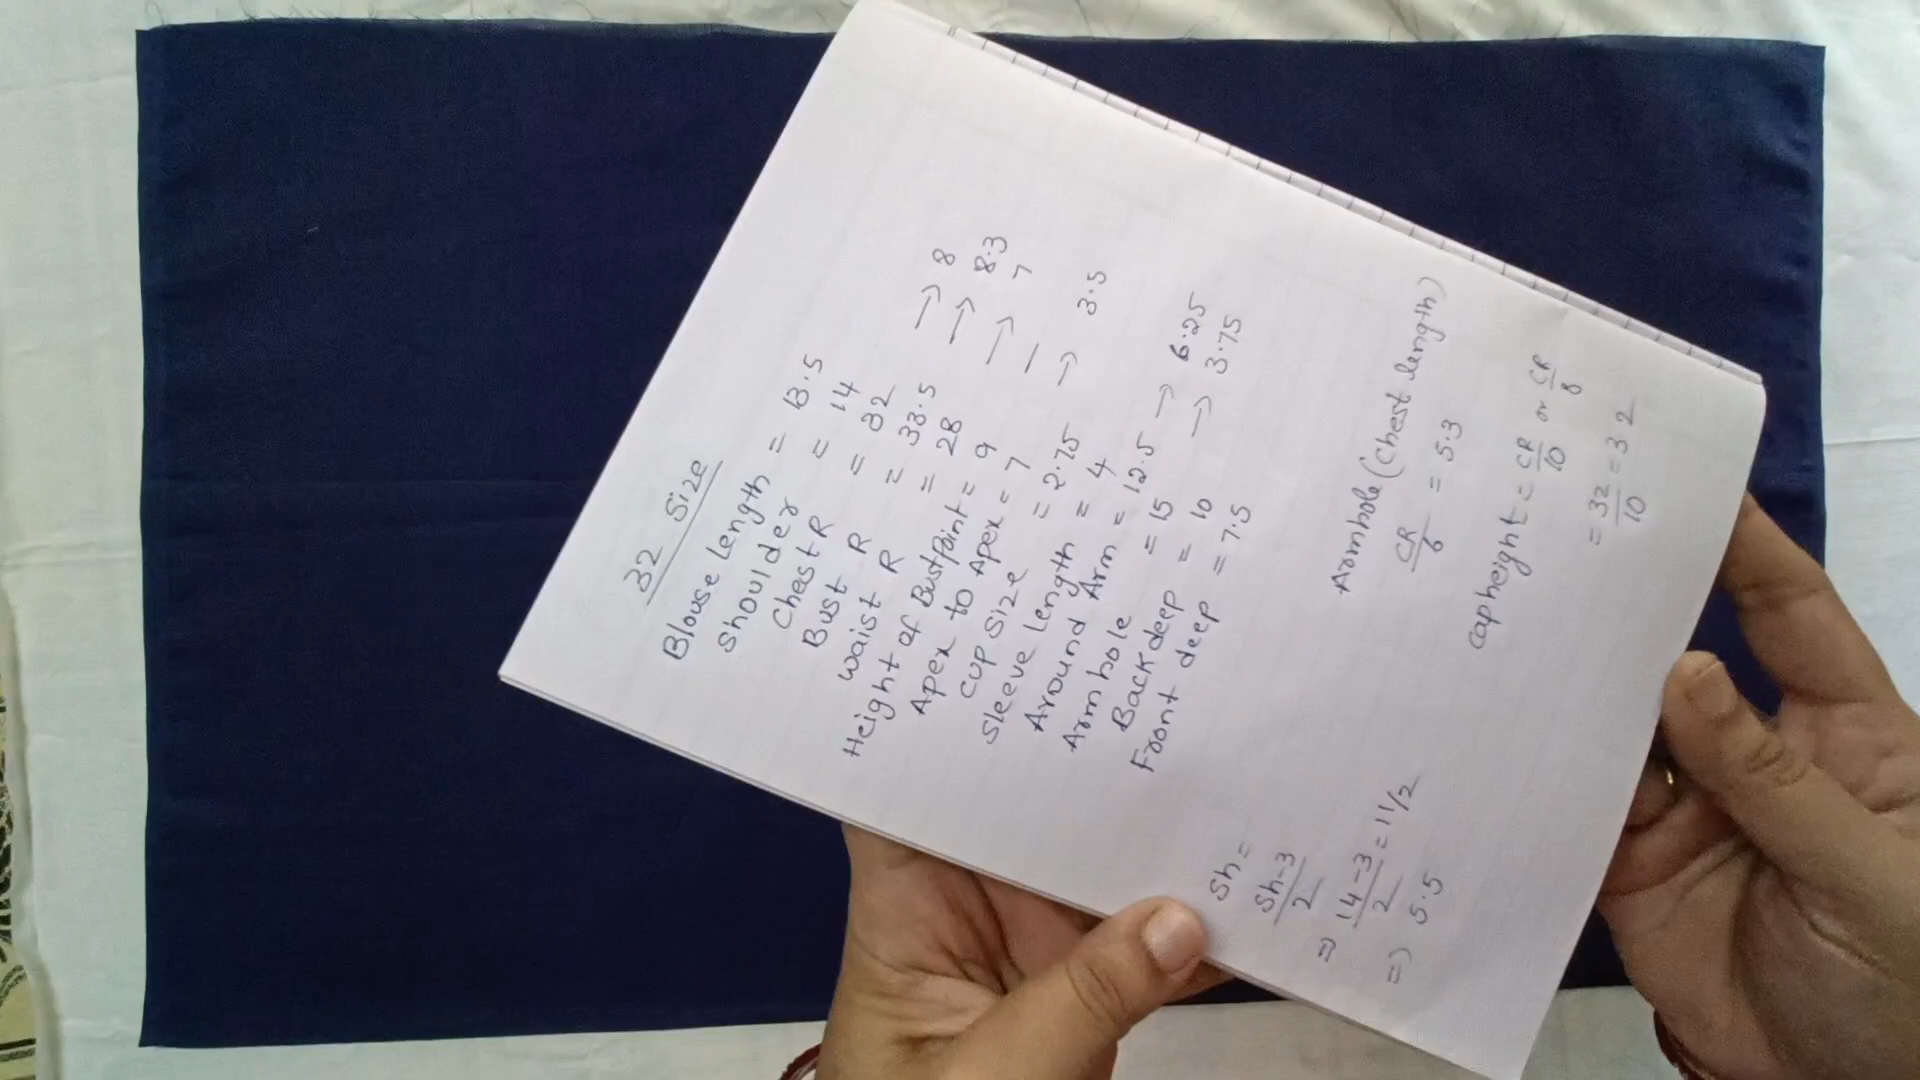 32 Size
Blouse length = 13.5
Shoulder = 14
Chest R = 32 → 8
Bust R = 33.5 → 8.3
Waist R = 28 → 7
Height of Bust Point = 9 —
Apex to Apex = 7 → 3.5
Cup size = 2.75
Sleeve length = 4
Around Arm = 12.5 → 6.25
Armhole = 15 → 3.75
Back deep = 10
Front deep = 7.5
Sh =
Sh-3/2
⇒ 14-3/2 = 11/2
⇒ 5.5
Armhole (Chest length)
CR/6 = 5.3
Cap height = CR/10 or CR/8
= 32/10 = 3 2